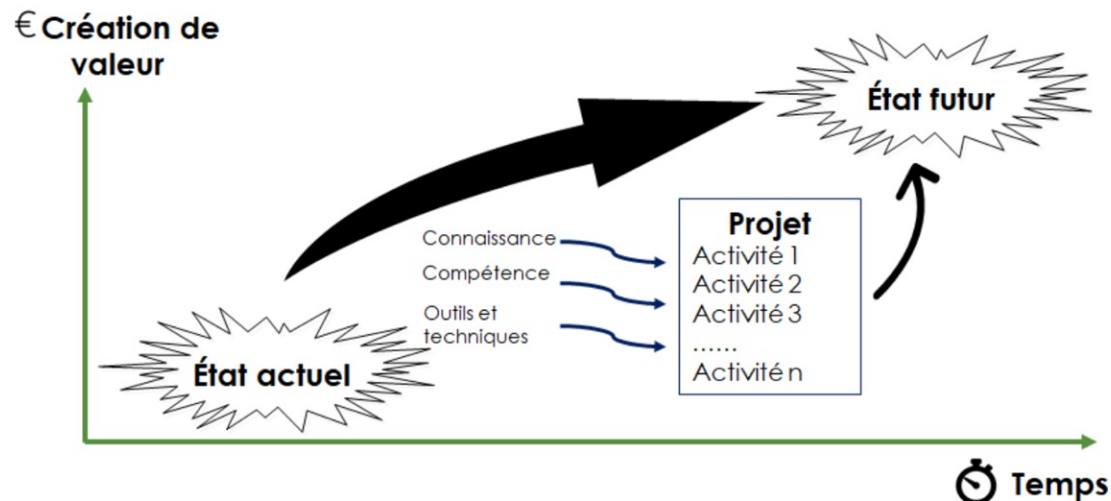 € Création de
valeur
État futur
Projet
Activité 1
Activité 2
Activité 3
......
Activité n
Connaissance
Compétence
Outils et
techniques
État actuel
Temps